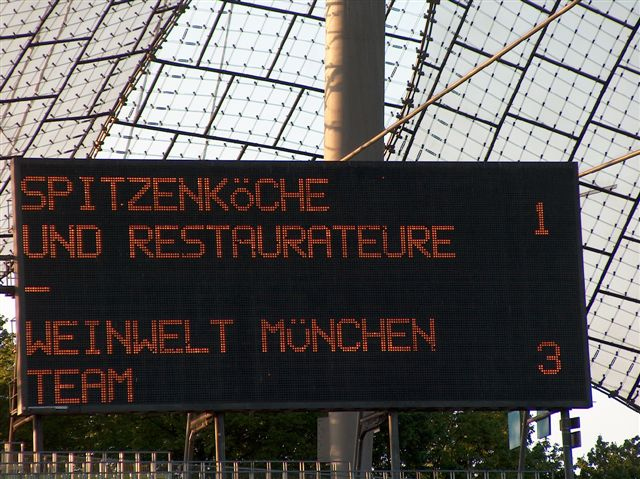 SPITZENKöCHE 1
UND RESTAURATEURE
–
WEINWELT MüNCHEN 3
TEAM